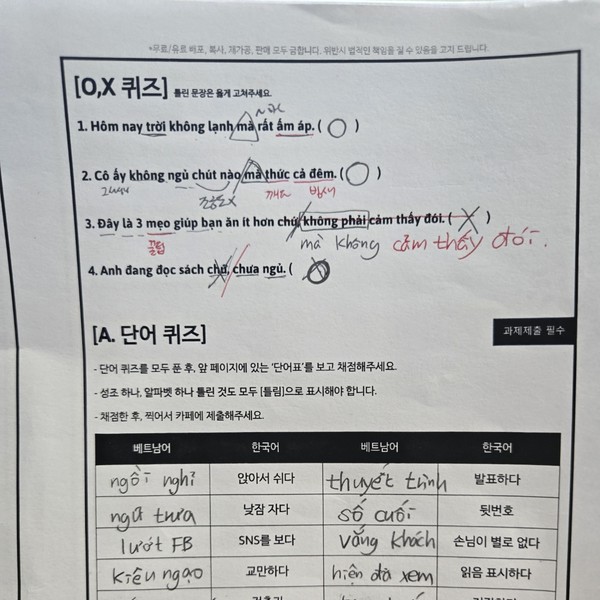 *무료/유료 배포, 복사, 재가공, 판매 모두 금합니다. 위반시 법적인 책임을 질 수 있음을 고지 드립니다.
[O,X 퀴즈] 틀린 문장은 옳게 고쳐주세요.
1. Hôm nay trời không lạnh mà rất ấm áp. ( O )
2. Cô ấy không ngủ chút nào mà thức cả đêm. ( O )
조금도X 깨다 밤새
3. Đây là 3 mẹo giúp bạn ăn ít hơn chứ không phải cảm thấy đói. ( X )
꿀팁 mà không cảm thấy đói.
4. Anh đang đọc sách chứ chưa ngủ. (
[A. 단어 퀴즈]
과제제출 필수
- 단어 퀴즈를 모두 푼 후, 앞 페이지에 있는 '단어표'를 보고 채점해주세요.
- 성조 하나, 알파벳 하나 틀린 것도 모두 [틀림]으로 표시해야 합니다.
- 채점한 후, 찍어서 카페에 제출해주세요.
베트남어 한국어 베트남어 한국어
ngồi nghỉ 앉아서 쉬다 thuyết trình 발표하다
ngữ trưa 낮잠 자다 số cuối 뒷번호
lướt FB SNS를 보다 vắng khách 손님이 별로 없다
kiêu ngạo 교만하다 hiện đã xem 읽음 표시하다